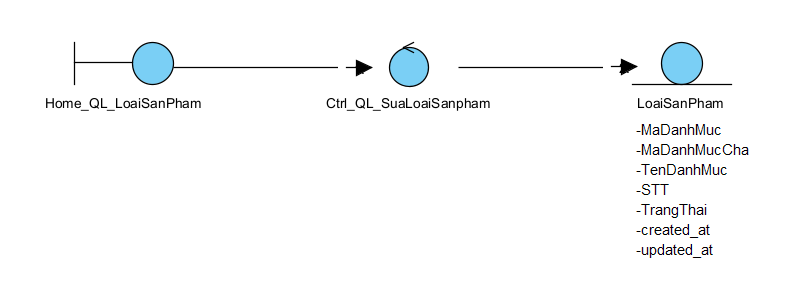 Home_QL_LoaiSanPham
Ctrl_QL_SuaLoaiSanpham
LoaiSanPham
-MaDanhMuc
-MaDanhMucCha
-TenDanhMuc
-STT
-TrangThai
-created_at
-updated_at